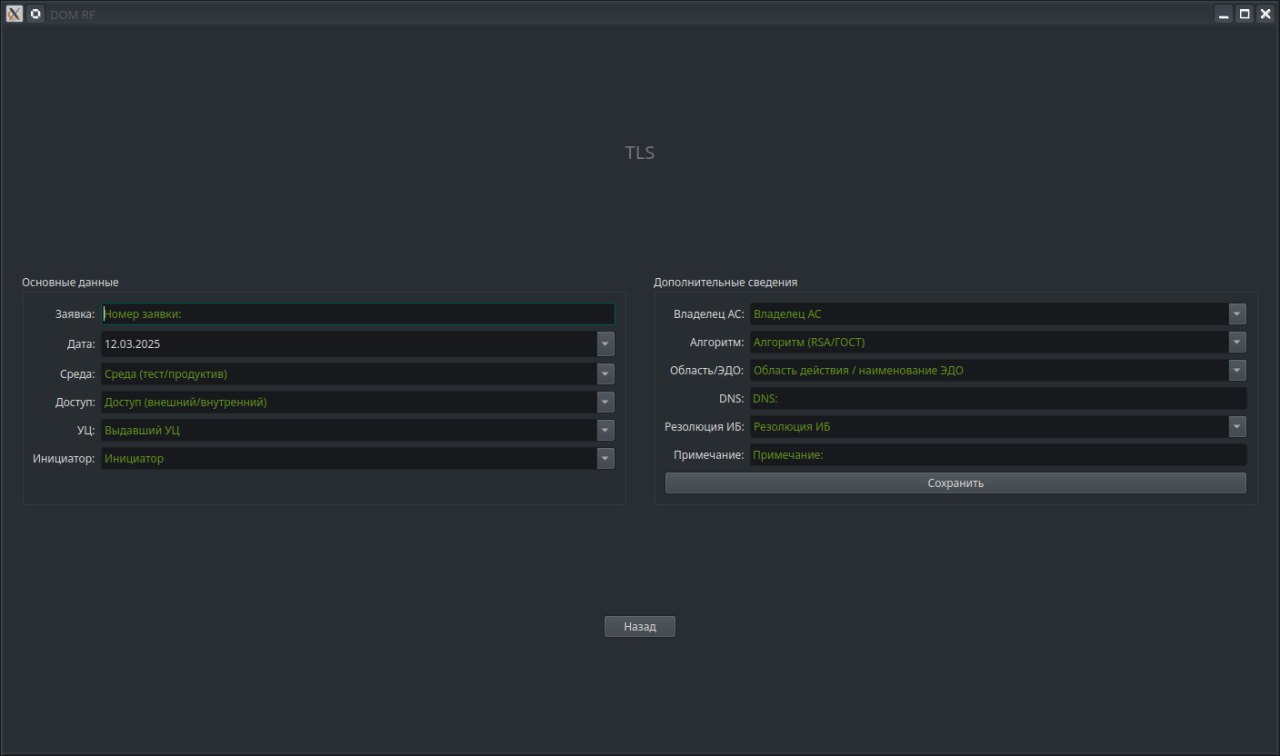 DOM RF
TLS
Основные данные
Заявка: Номер заявки:
Дата: 12.03.2025
Среда: Среда (тест/продуктив)
Доступ: Доступ (внешний/внутренний)
УЦ: Выдавший УЦ
Инициатор: Инициатор
Дополнительные сведения
Владелец АС: Владелец АС
Алгоритм: Алгоритм (RSA/ГОСТ)
Область/ЭДО: Область действия / наименование ЭДО
DNS: DNS:
Резолюция ИБ: Резолюция ИБ
Примечание: Примечание:
Сохранить
Назад